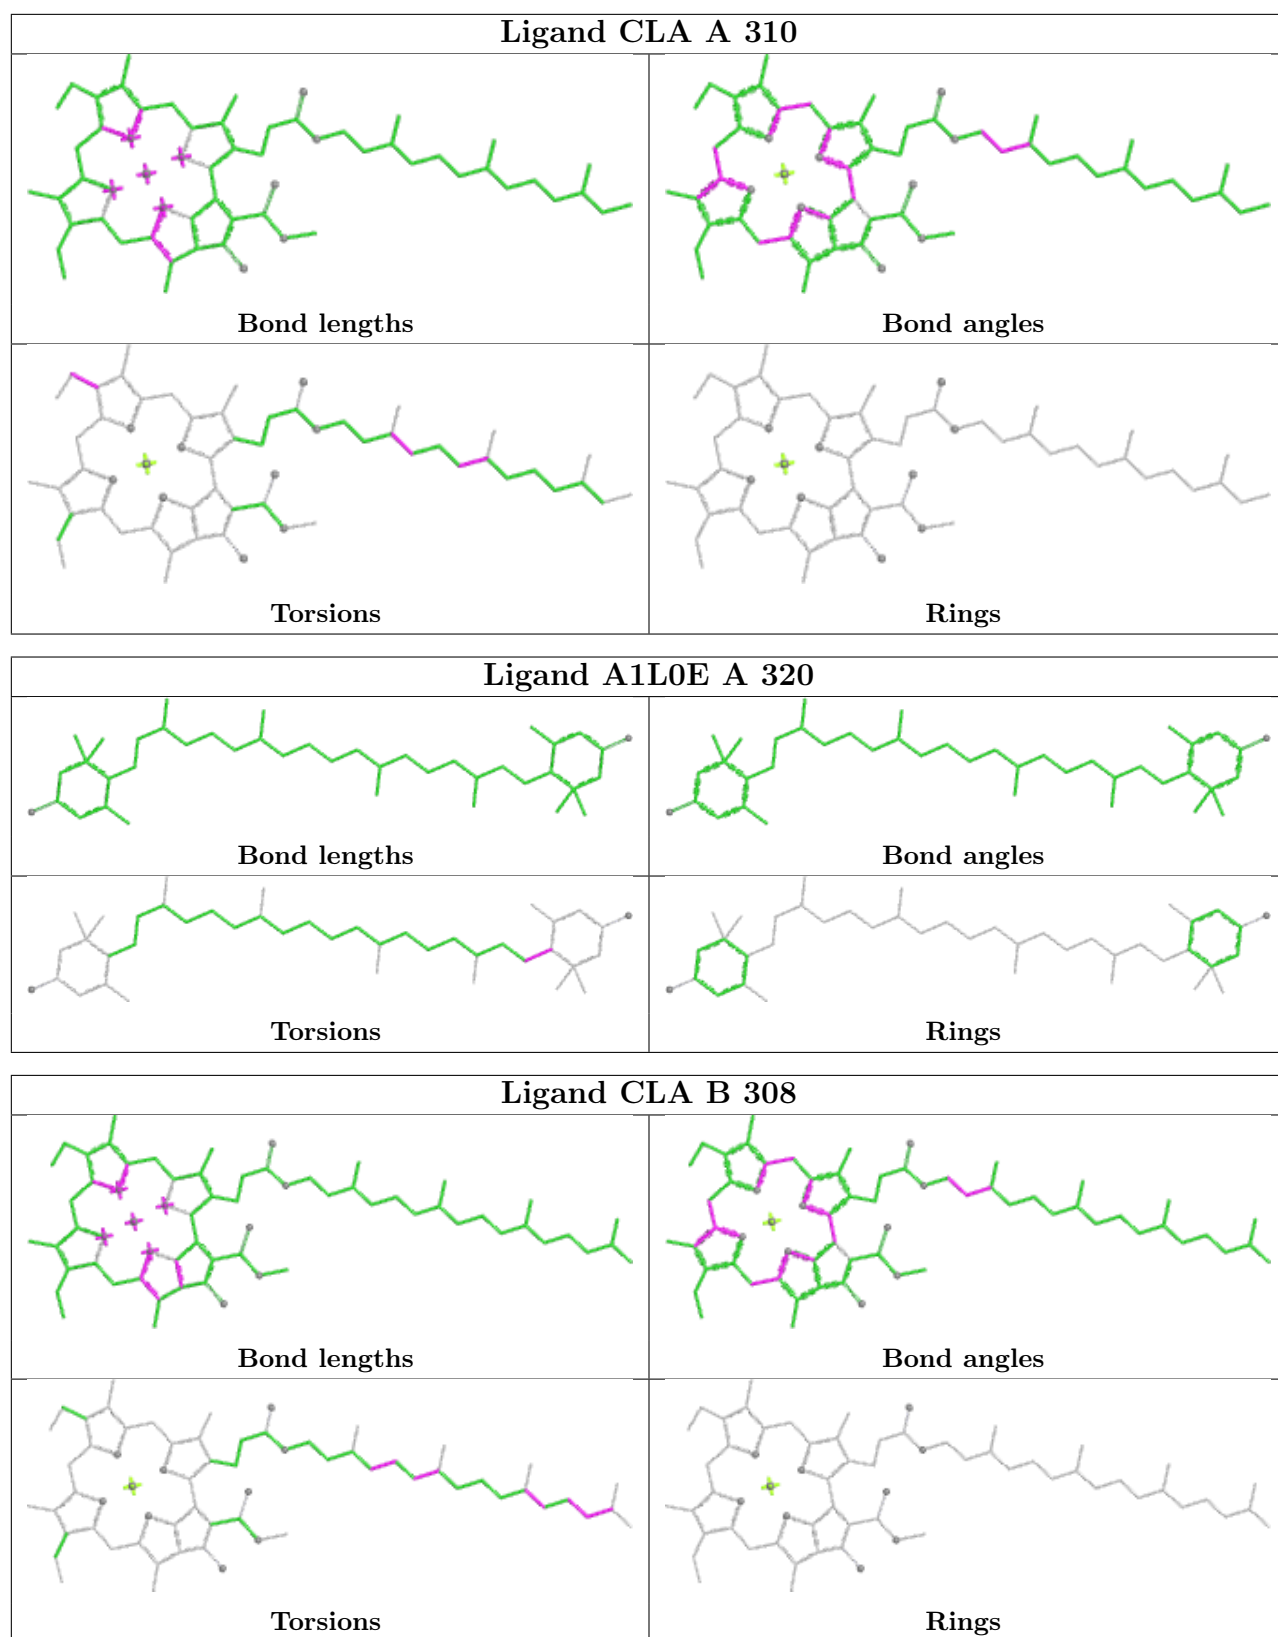 Ligand CLA A 310
Bond lengths
Bond angles
Torsions
Rings
Ligand A1L0E A 320
Bond lengths
Bond angles
Torsions
Rings
Ligand CLA B 308
Bond lengths
Bond angles
Torsions
Rings